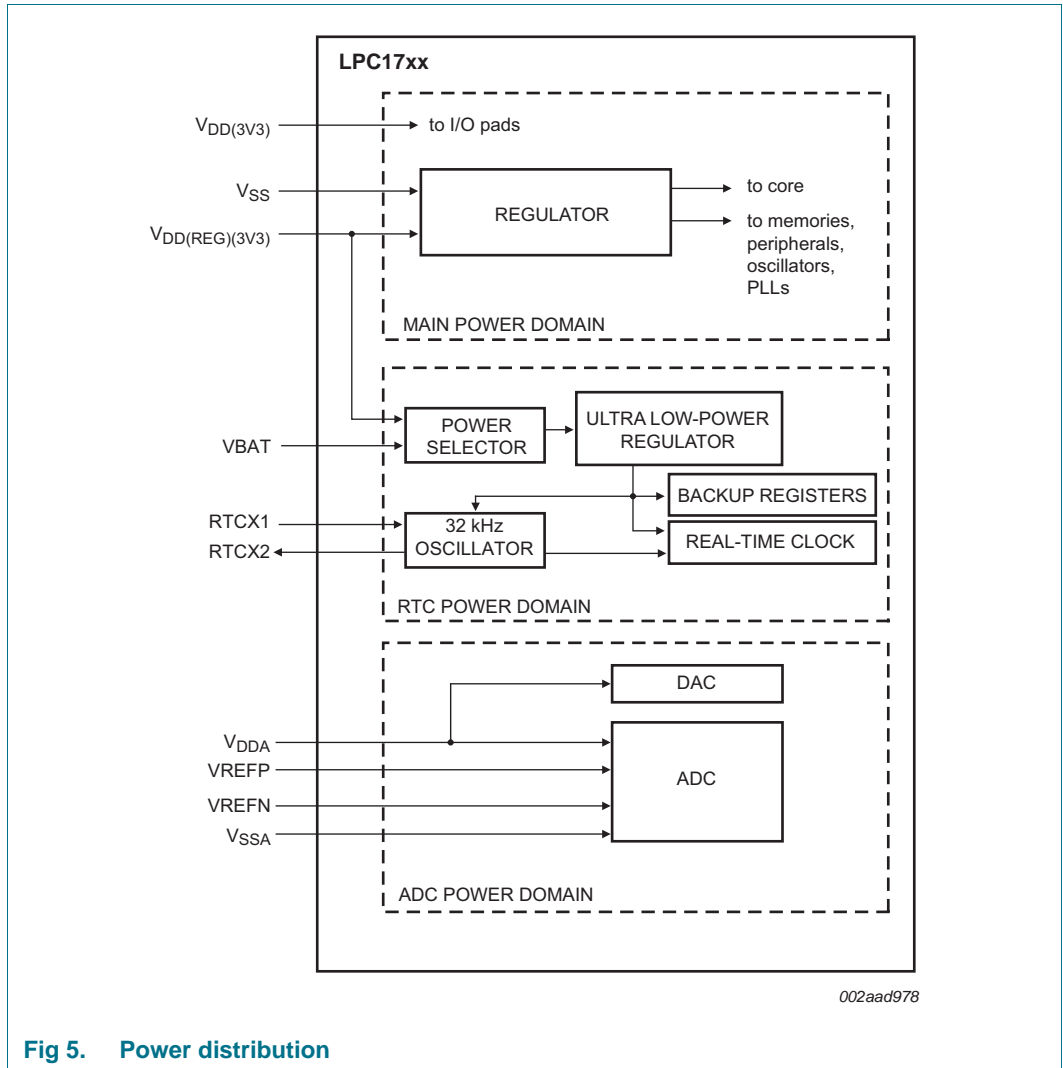 LPC17xx
VDD(3V3)
to I/O pads
VSS
REGULATOR
to core
VDD(REG)(3V3)
to memories,
peripherals,
oscillators,
PLLs
MAIN POWER DOMAIN
POWER
SELECTOR
ULTRA LOW-POWER
REGULATOR
VBAT
BACKUP REGISTERS
RTCX1
32 kHz
OSCILLATOR
REAL-TIME CLOCK
RTCX2
RTC POWER DOMAIN
DAC
VDDA
VREFP
ADC
VREFN
VSSA
ADC POWER DOMAIN
002aad978
Fig 5. Power distribution